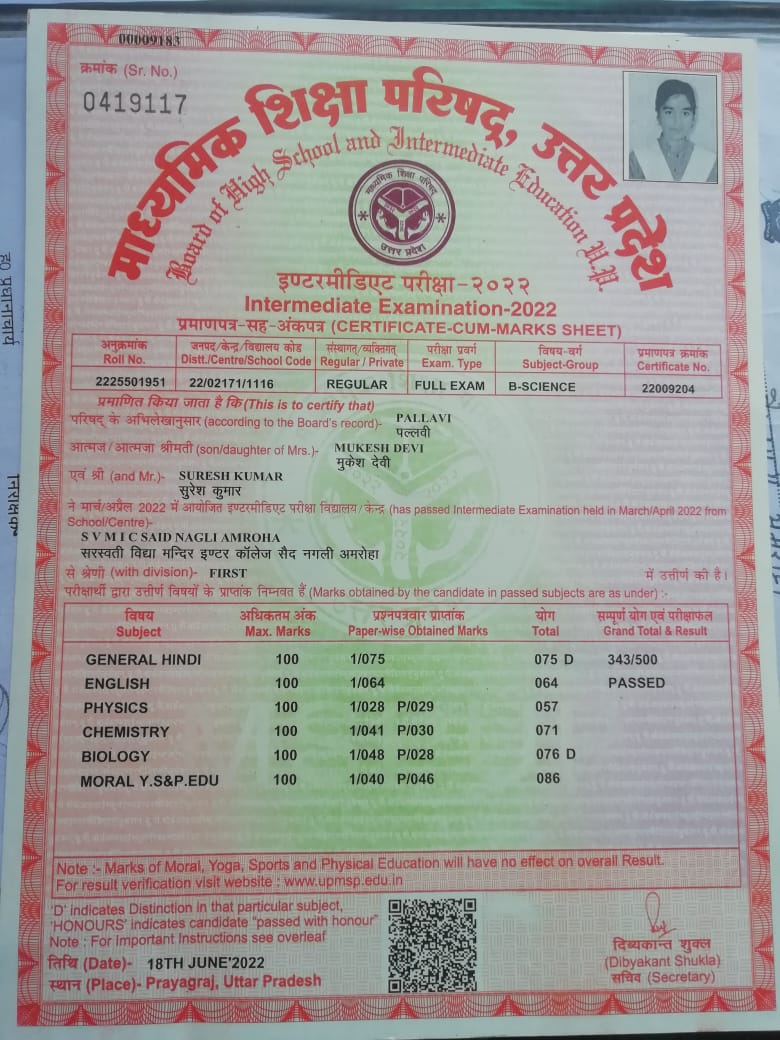 00009183
क्रमांक (Sr. No.)
0419117
माध्यमिक शिक्षा परिषद्, उत्तर प्रदेश
Board of High School and Intermediate Education U.P.
माध्यमिक शिक्षा परिषद्
उत्तर प्रदेश
इण्टरमीडिएट परीक्षा-२०२२
Intermediate Examination-2022
प्रमाणपत्र-सह-अंकपत्र (CERTIFICATE-CUM-MARKS SHEET)
अनुक्रमांक जनपद/केन्द्र/विद्यालय कोड संस्थागत/व्यक्तिगत परीक्षा प्रवर्ग विषय-वर्ग प्रमाणपत्र क्रमांक
Roll No. Distt./Centre/School Code Regular / Private Exam. Type Subject-Group Certificate No.
2225501951 22/02171/1116 REGULAR FULL EXAM B-SCIENCE 22009204
प्रमाणित किया जाता है कि (This is to certify that)
परिषद् के अभिलेखानुसार (according to the Board's record)- PALLAVI
पल्लवी
आत्मज/आत्मजा श्रीमती (son/daughter of Mrs.)- MUKESH DEVI
मुकेश देवी
एवं श्री (and Mr.)- SURESH KUMAR
सुरेश कुमार
ने मार्च/अप्रैल 2022 में आयोजित इण्टरमीडिएट परीक्षा विद्यालय/केन्द्र (has passed Intermediate Examination held in March/April 2022 from
School/Centre)-
S V M I C SAID NAGLI AMROHA
सरस्वती विद्या मन्दिर इण्टर कॉलेज सैद नगली अमरोहा
से श्रेणी (with division)- FIRST में उत्तीर्ण की है।
परीक्षार्थी द्वारा उत्तीर्ण विषयों के प्राप्तांक निम्नवत हैं (Marks obtained by the candidate in passed subjects are as under) :-
विषय अधिकतम अंक प्रश्नपत्रवार प्राप्तांक योग सम्पूर्ण योग एवं परीक्षाफल
Subject Max. Marks Paper-wise Obtained Marks Total Grand Total & Result
GENERAL HINDI 100 1/075 075 D 343/500
ENGLISH 100 1/064 064 PASSED
PHYSICS 100 1/028 P/029 057
CHEMISTRY 100 1/041 P/030 071
BIOLOGY 100 1/048 P/028 076 D
MORAL Y.S&P.EDU 100 1/040 P/046 086
Note :- Marks of Moral, Yoga, Sports and Physical Education will have no effect on overall Result.
For result verification visit website : www.upmsp.edu.in
'D' indicates Distinction in that particular subject,
'HONOURS' indicates candidate "passed with honour"
Note : For Important Instructions see overleaf
तिथि (Date)- 18TH JUNE'2022
स्थान (Place)- Prayagraj, Uttar Pradesh
दिब्यकान्त शुक्ल
(Dibyakant Shukla)
सचिव (Secretary)
ह0 प्रधानाचार्य